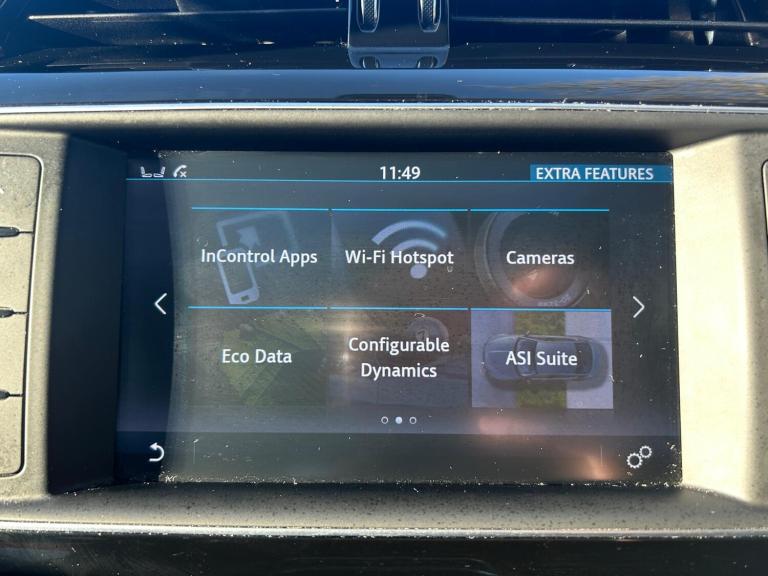 11:49
EXTRA FEATURES
InControl Apps
Wi-Fi Hotspot
Cameras
Eco Data
Configurable
Dynamics
ASI Suite